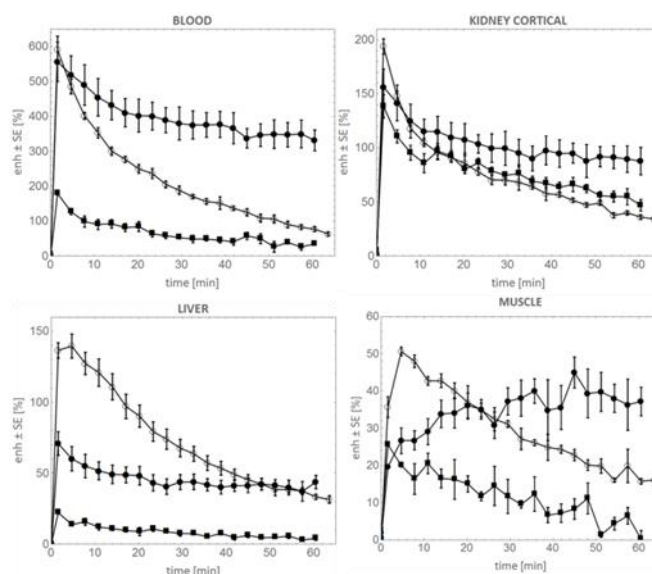 BLOOD
600
500
400
300
200
100
0
enh ± SE [%]
0 10 20 30 40 50 60
time [min]
KIDNEY CORTICAL
200
150
100
50
0
enh ± SE [%]
0 10 20 30 40 50 60
time [min]
LIVER
150
100
50
0
enh ± SE [%]
0 10 20 30 40 50 60
time [min]
MUSCLE
60
50
40
30
20
10
0
enh ± SE [%]
0 10 20 30 40 50 60
time [min]